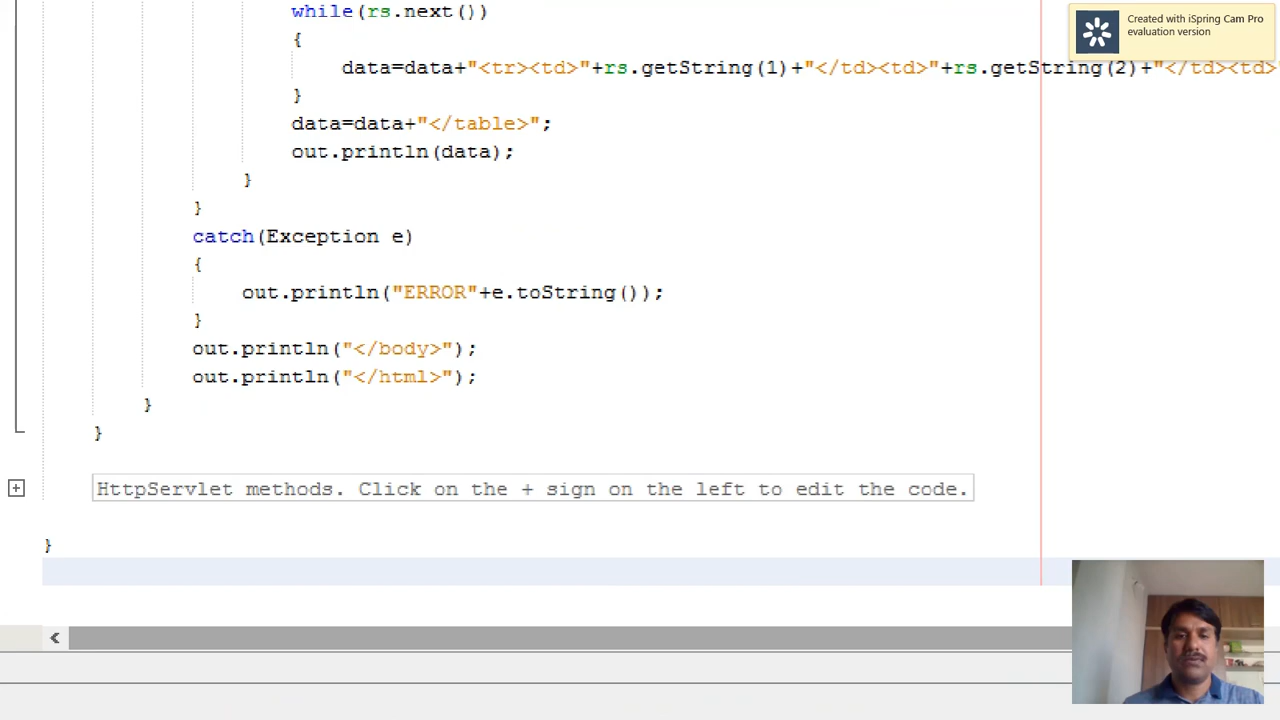 while(rs.next())
{
data=data+"<tr><td>"+rs.getString(1)+"</td><td>"+rs.getString(2)+"</td><td>
}
data=data+"</table>";
out.println(data);
}
}
catch(Exception e)
{
out.println("ERROR"+e.toString());
}
out.println("</body>");
out.println("</html>");
}
}
HttpServlet methods. Click on the + sign on the left to edit the code.
}
Created with iSpring Cam Pro
evaluation version